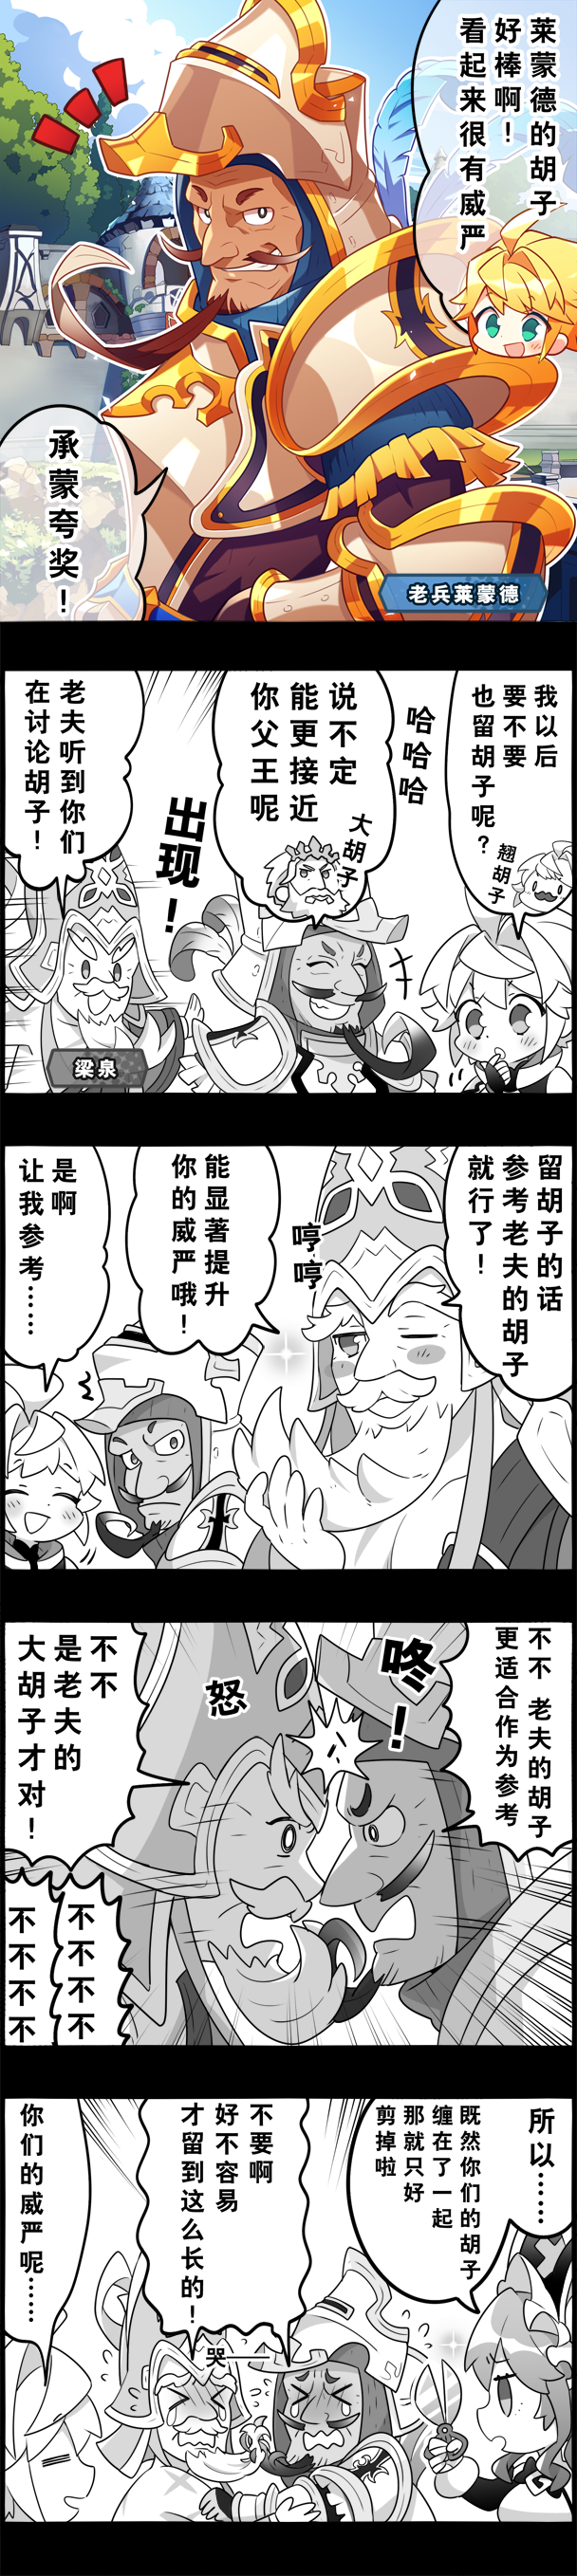 莱蒙德的胡子
好棒啊！
看起来很有威严
承蒙夸奖！
老兵莱蒙德
我以后
要不要
也留胡子呢？
翘胡子
哈哈哈
说不定
能更接近
你父王呢
大胡子
出现！
老夫听到你们
在讨论胡子！
梁泉
留胡子的话
参考老夫的胡子
就行了！
哼哼
能显著提升
你的威严哦！
是啊
让我参考……
不不 老夫的胡子
更适合作为参考
咚！
怒
不不
是老夫的
大胡子才对！
不不不不
不不不不
所以……
既然你们的胡子
缠在了一起
那就只好
剪掉啦
不要啊
好不容易
才留到这么长的！
哭——
你们的威严呢……